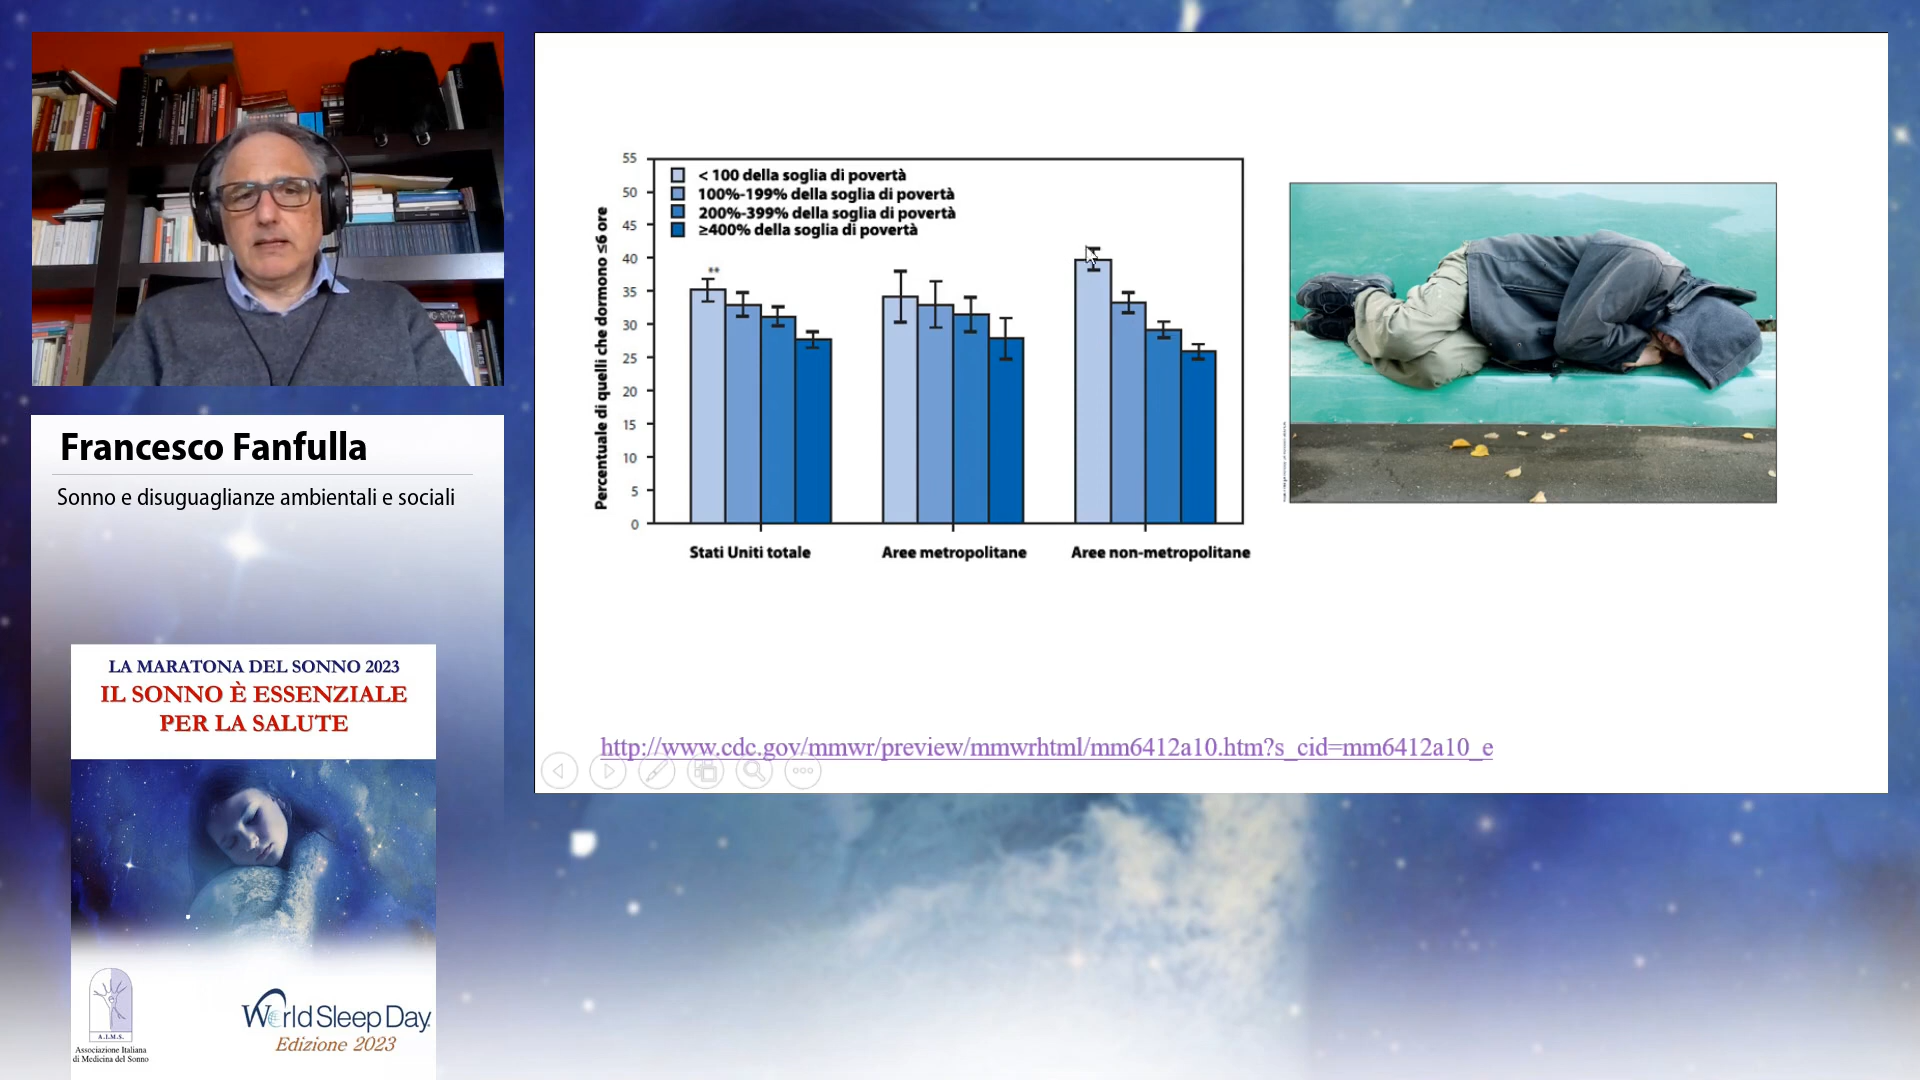 Francesco Fanfulla
Sonno e disuguaglianze ambientali e sociali
LA MARATONA DEL SONNO 2023
IL SONNO È ESSENZIALE
PER LA SALUTE
A.I.M.S.
Associazione Italiana
di Medicina del Sonno
World Sleep Day
Edizione 2023
Percentuale di quelli che dormono ≤6 ore
55
50
45
40
35
30
25
20
15
10
5
0
< 100 della soglia di povertà
100%-199% della soglia di povertà
200%-399% della soglia di povertà
≥400% della soglia di povertà
**
Stati Uniti totale
Aree metropolitane
Aree non-metropolitane
http://www.cdc.gov/mmwr/preview/mmwrhtml/mm6412a10.htm?s_cid=mm6412a10_e